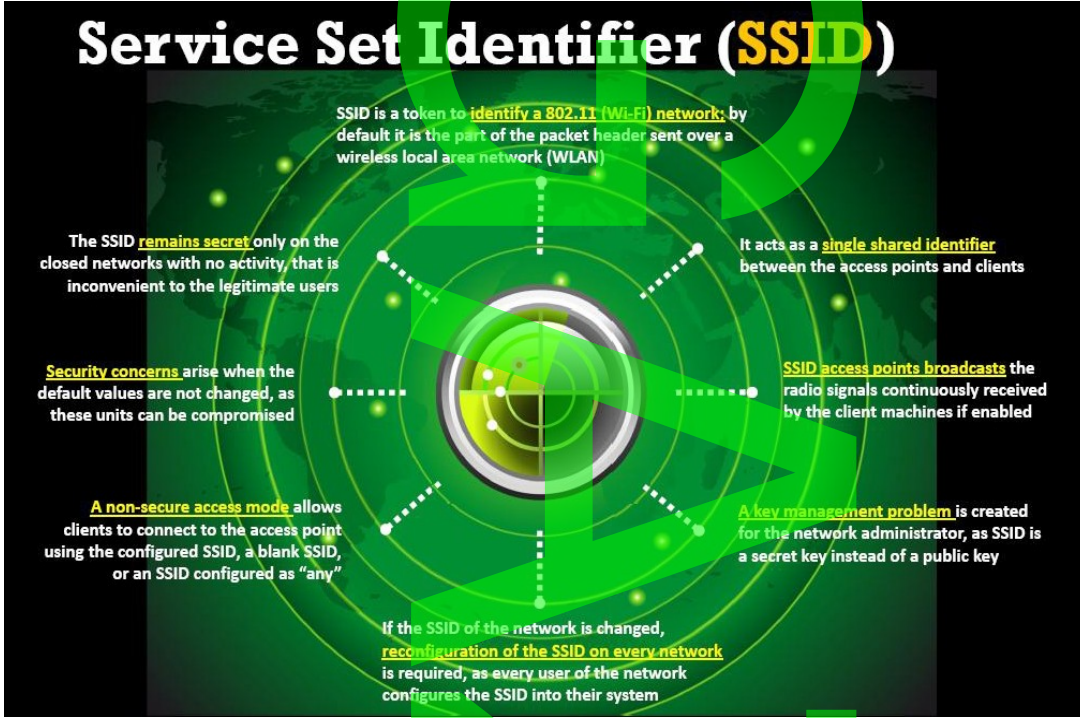 Service Set Identifier (SSID)
SSID is a token to identify a 802.11 (Wi-Fi) network; by
default it is the part of the packet header sent over a
wireless local area network (WLAN)
The SSID remains secret only on the
closed networks with no activity, that is
inconvenient to the legitimate users
It acts as a single shared identifier
between the access points and clients
Security concerns arise when the
default values are not changed, as
these units can be compromised
SSID access points broadcasts the
radio signals continuously received
by the client machines if enabled
A non-secure access mode allows
clients to connect to the access point
using the configured SSID, a blank SSID,
or an SSID configured as “any”
A key management problem is created
for the network administrator, as SSID is
a secret key instead of a public key
If the SSID of the network is changed,
reconfiguration of the SSID on every network
is required, as every user of the network
configures the SSID into their system